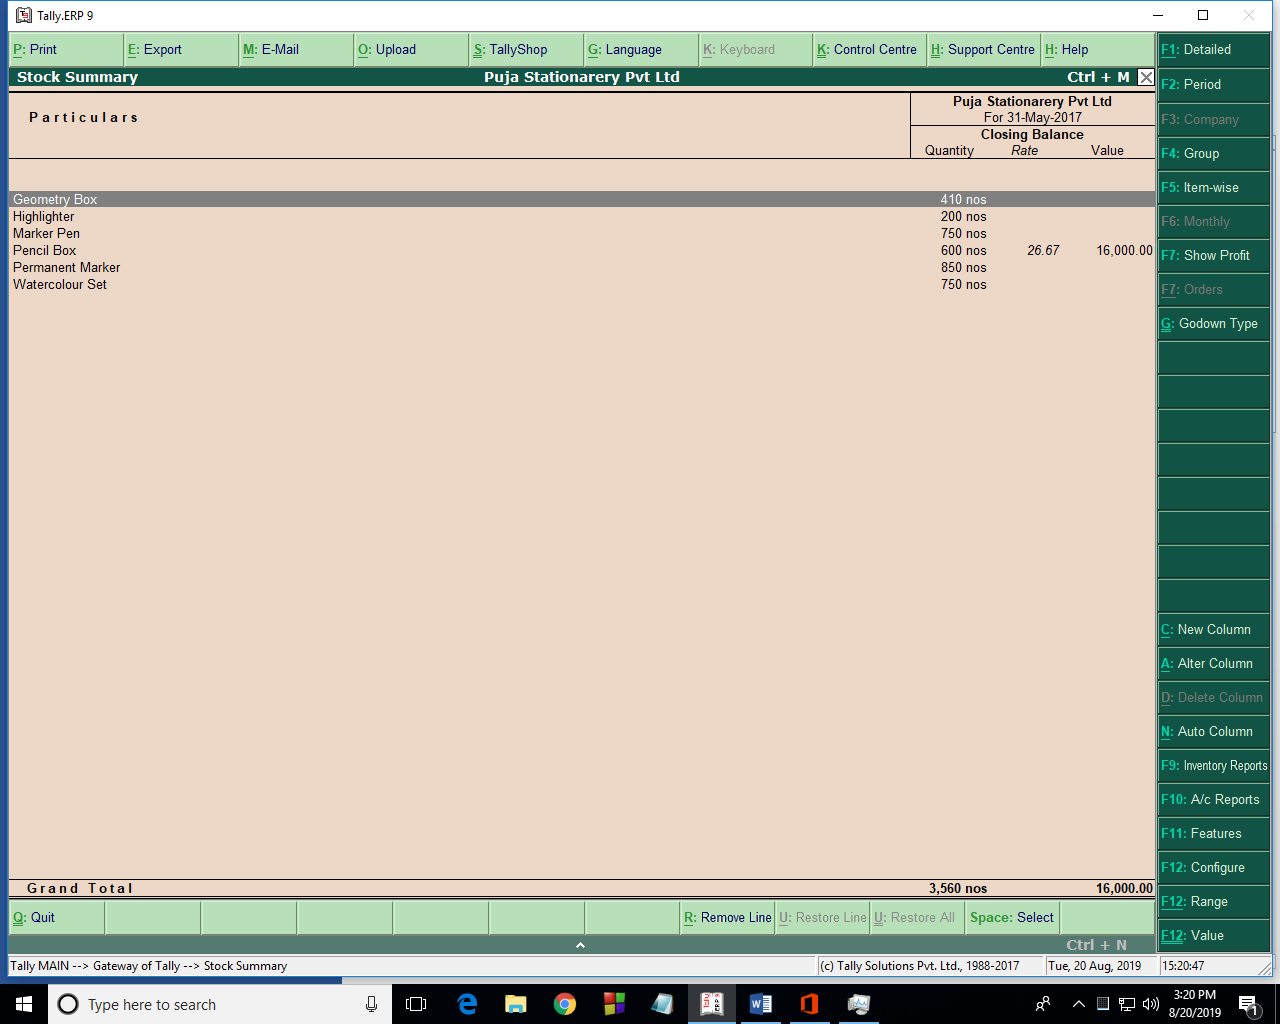 Tally.ERP 9
P: Print E: Export M: E-Mail O: Upload S: TallyShop G: Language K: Keyboard K: Control Centre H: Support Centre H: Help
Stock Summary Puja Stationarery Pvt Ltd Ctrl + M
Particulars
Puja Stationarery Pvt Ltd
For 31-May-2017
Closing Balance
Quantity Rate Value
Geometry Box 410 nos
Highlighter 200 nos
Marker Pen 750 nos
Pencil Box 600 nos 26.67 16,000.00
Permanent Marker 850 nos
Watercolour Set 750 nos
Grand Total 3,560 nos 16,000.00
F1: Detailed
F2: Period
F3: Company
F4: Group
F5: Item-wise
F6: Monthly
F7: Show Profit
F7: Orders
G: Godown Type
C: New Column
A: Alter Column
D: Delete Column
N: Auto Column
F9: Inventory Reports
F10: A/c Reports
F11: Features
F12: Configure
F12: Range
F12: Value
Q: Quit R: Remove Line U: Restore Line U: Restore All Space: Select
Ctrl + N
Tally MAIN --> Gateway of Tally --> Stock Summary (c) Tally Solutions Pvt. Ltd., 1988-2017 Tue, 20 Aug, 2019 15:20:47
Type here to search
3:20 PM
8/20/2019
1